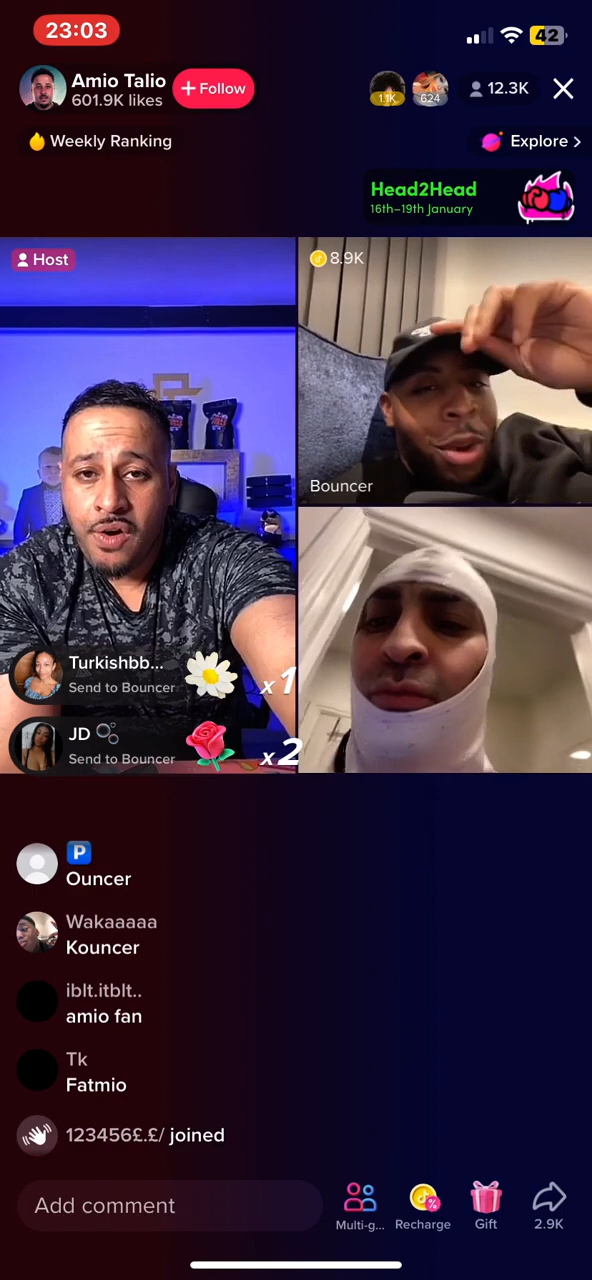 23:03
42
Amio Talio
601.9K likes
+ Follow
1.1K
624
12.3K
Weekly Ranking
Explore >
Head2Head
16th–19th January
Host
8.9K
Bouncer
Turkishbb...
Send to Bouncer
x1
JD
Send to Bouncer
x2
P
Ouncer
Wakaaaaa
Kouncer
iblt.itblt..
amio fan
Tk
Fatmio
123456£.£/ joined
Add comment
Multi-g...
Recharge
Gift
2.9K